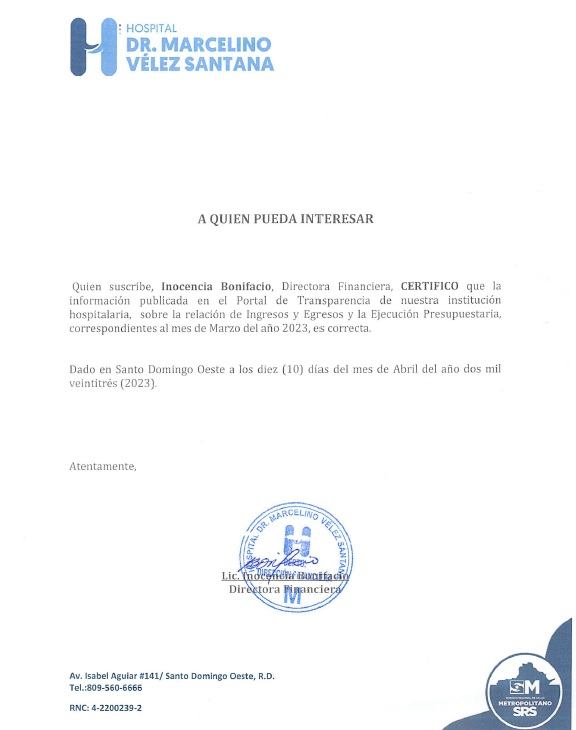 HOSPITAL
DR. MARCELINO
VÉLEZ SANTANA
A QUIEN PUEDA INTERESAR
Quien suscribe, Inocencia Bonifacio, Directora Financiera, CERTIFICO que la
información publicada en el Portal de Transparencia de nuestra institución
hospitalaria, sobre la relación de Ingresos y Egresos y la Ejecución Presupuestaria,
correspondientes al mes de Marzo del año 2023, es correcta.
Dado en Santo Domingo Oeste a los diez (10) días del mes de Abril del año dos mil
veintitrés (2023).
Atentamente,
HOSPITAL DR. MARCELINO VÉLEZ SANTANA
Lic. Inocencia Bonifacio
Directora Financiera
M
Av. Isabel Aguiar #141/ Santo Domingo Oeste, R.D.
Tel.:809-560-6666
RNC: 4-2200239-2
M
METROPOLITANO
SRS